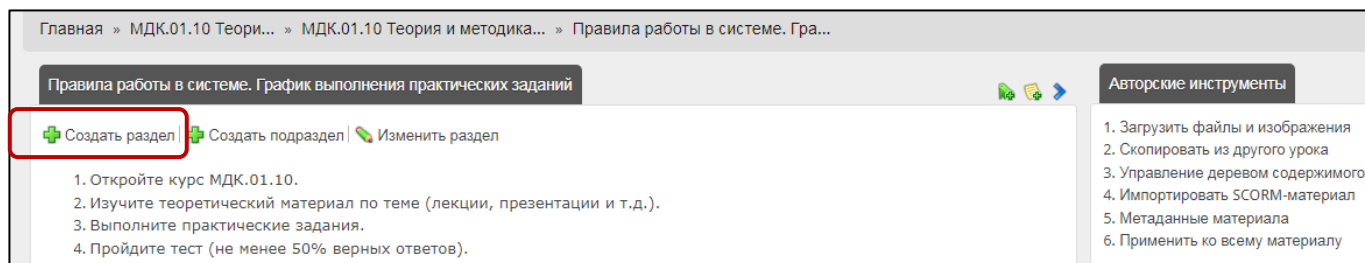 Главная » МДК.01.10 Теори... » МДК.01.10 Теория и методика... » Правила работы в системе. Гра...
Правила работы в системе. График выполнения практических заданий
Создать раздел | Создать подраздел | Изменить раздел
1. Откройте курс МДК.01.10.
2. Изучите теоретический материал по теме (лекции, презентации и т.д.).
3. Выполните практические задания.
4. Пройдите тест (не менее 50% верных ответов).
Авторские инструменты
1. Загрузить файлы и изображения
2. Скопировать из другого урока
3. Управление деревом содержимого
4. Импортировать SCORM-материал
5. Метаданные материала
6. Применить ко всему материалу